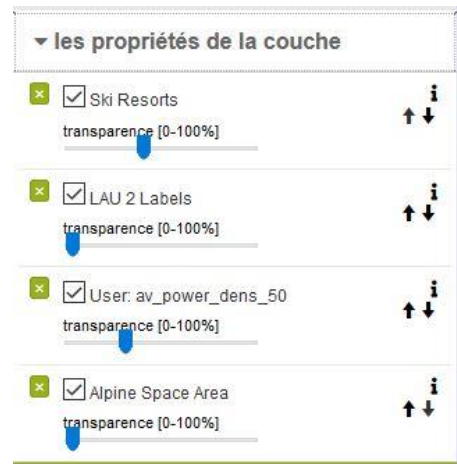 les propriétés de la couche
Ski Resorts
transparence [0-100%]
LAU 2 Labels
transparence [0-100%]
User: av_power_dens_50
transparence [0-100%]
Alpine Space Area
transparence [0-100%]